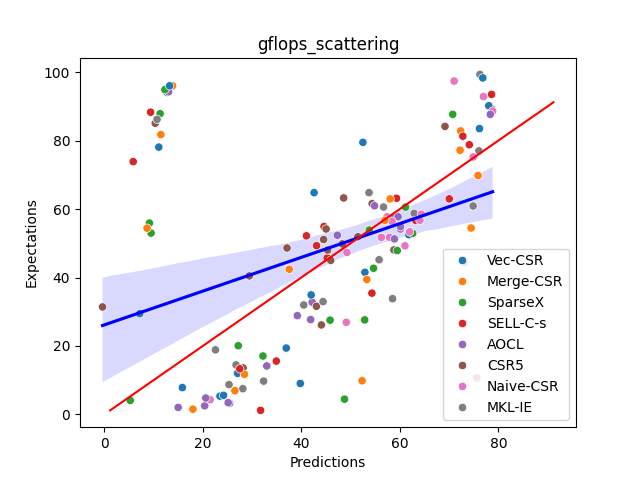 gflops_scattering
100
80
60
40
20
0
Expectations
0 20 40 60 80
Predictions
Vec-CSR
Merge-CSR
SparseX
SELL-C-s
AOCL
CSR5
Naive-CSR
MKL-IE